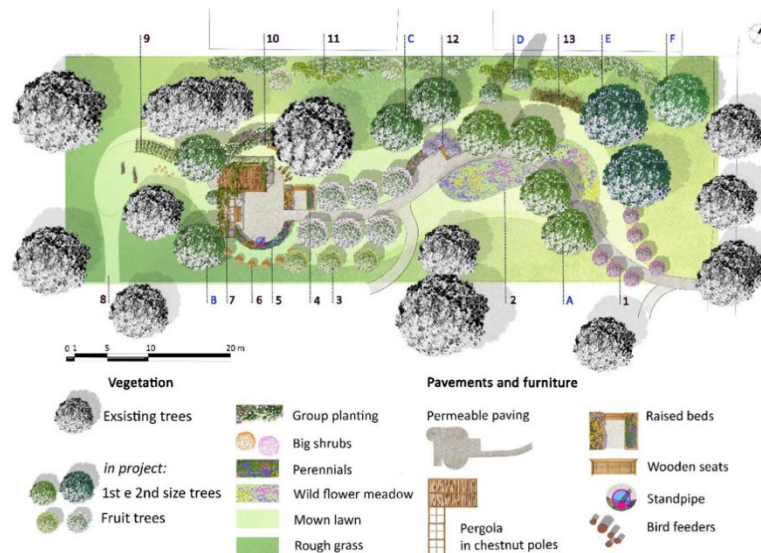 9 10 11 C 12 D 13 E F
8 B 7 6 5 4 3 2 A 1
0 1 5 10 20 m
Vegetation
Exsisting trees
in project:
1st e 2nd size trees
Fruit trees
Group planting
Big shrubs
Perennials
Wild flower meadow
Mown lawn
Rough grass
Pavements and furniture
Permeable paving
Pergola
in chestnut poles
Raised beds
Wooden seats
Standpipe
Bird feeders